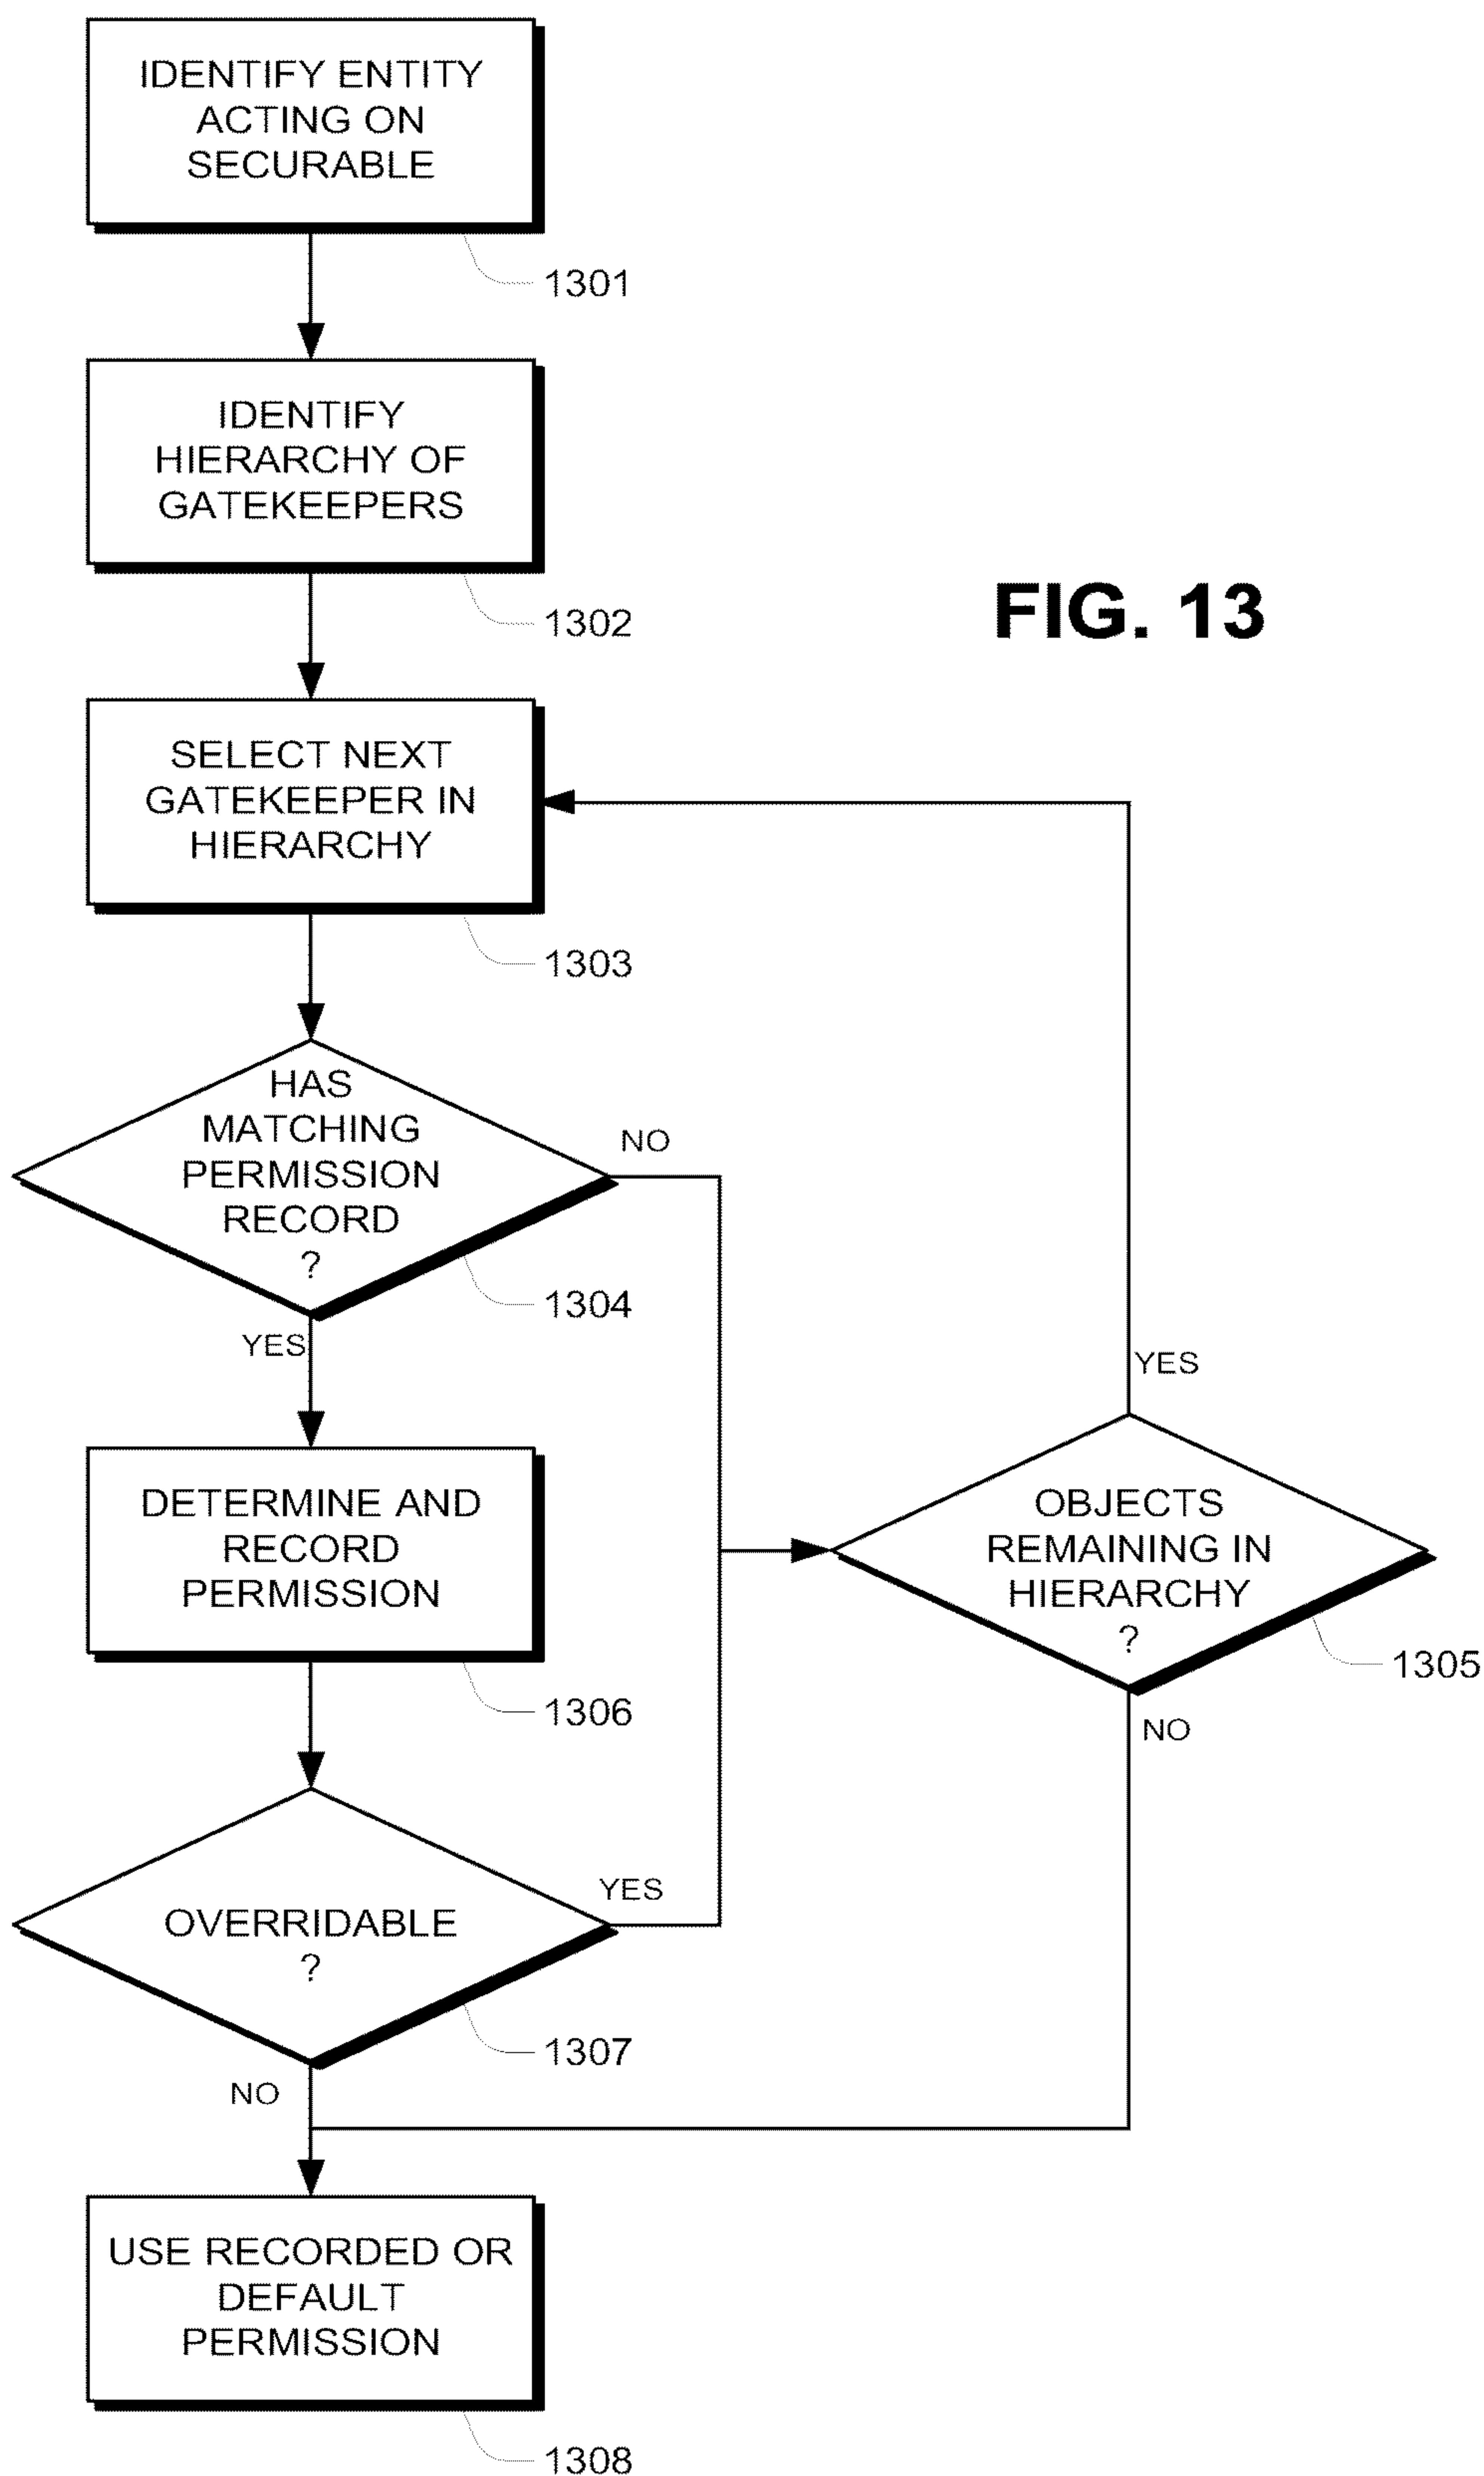 IDENTIFY ENTITY
ACTING ON
SECURABLE
1301
IDENTIFY
HIERARCHY OF
GATEKEEPERS
1302
FIG. 13
SELECT NEXT
GATEKEEPER IN
HIERARCHY
1303
HAS
MATCHING
PERMISSION
RECORD
?
NO
1304
YES
YES
DETERMINE AND
RECORD
PERMISSION
1306
OBJECTS
REMAINING IN
HIERARCHY
?
1305
NO
OVERRIDABLE
?
YES
1307
NO
USE RECORDED OR
DEFAULT
PERMISSION
1308